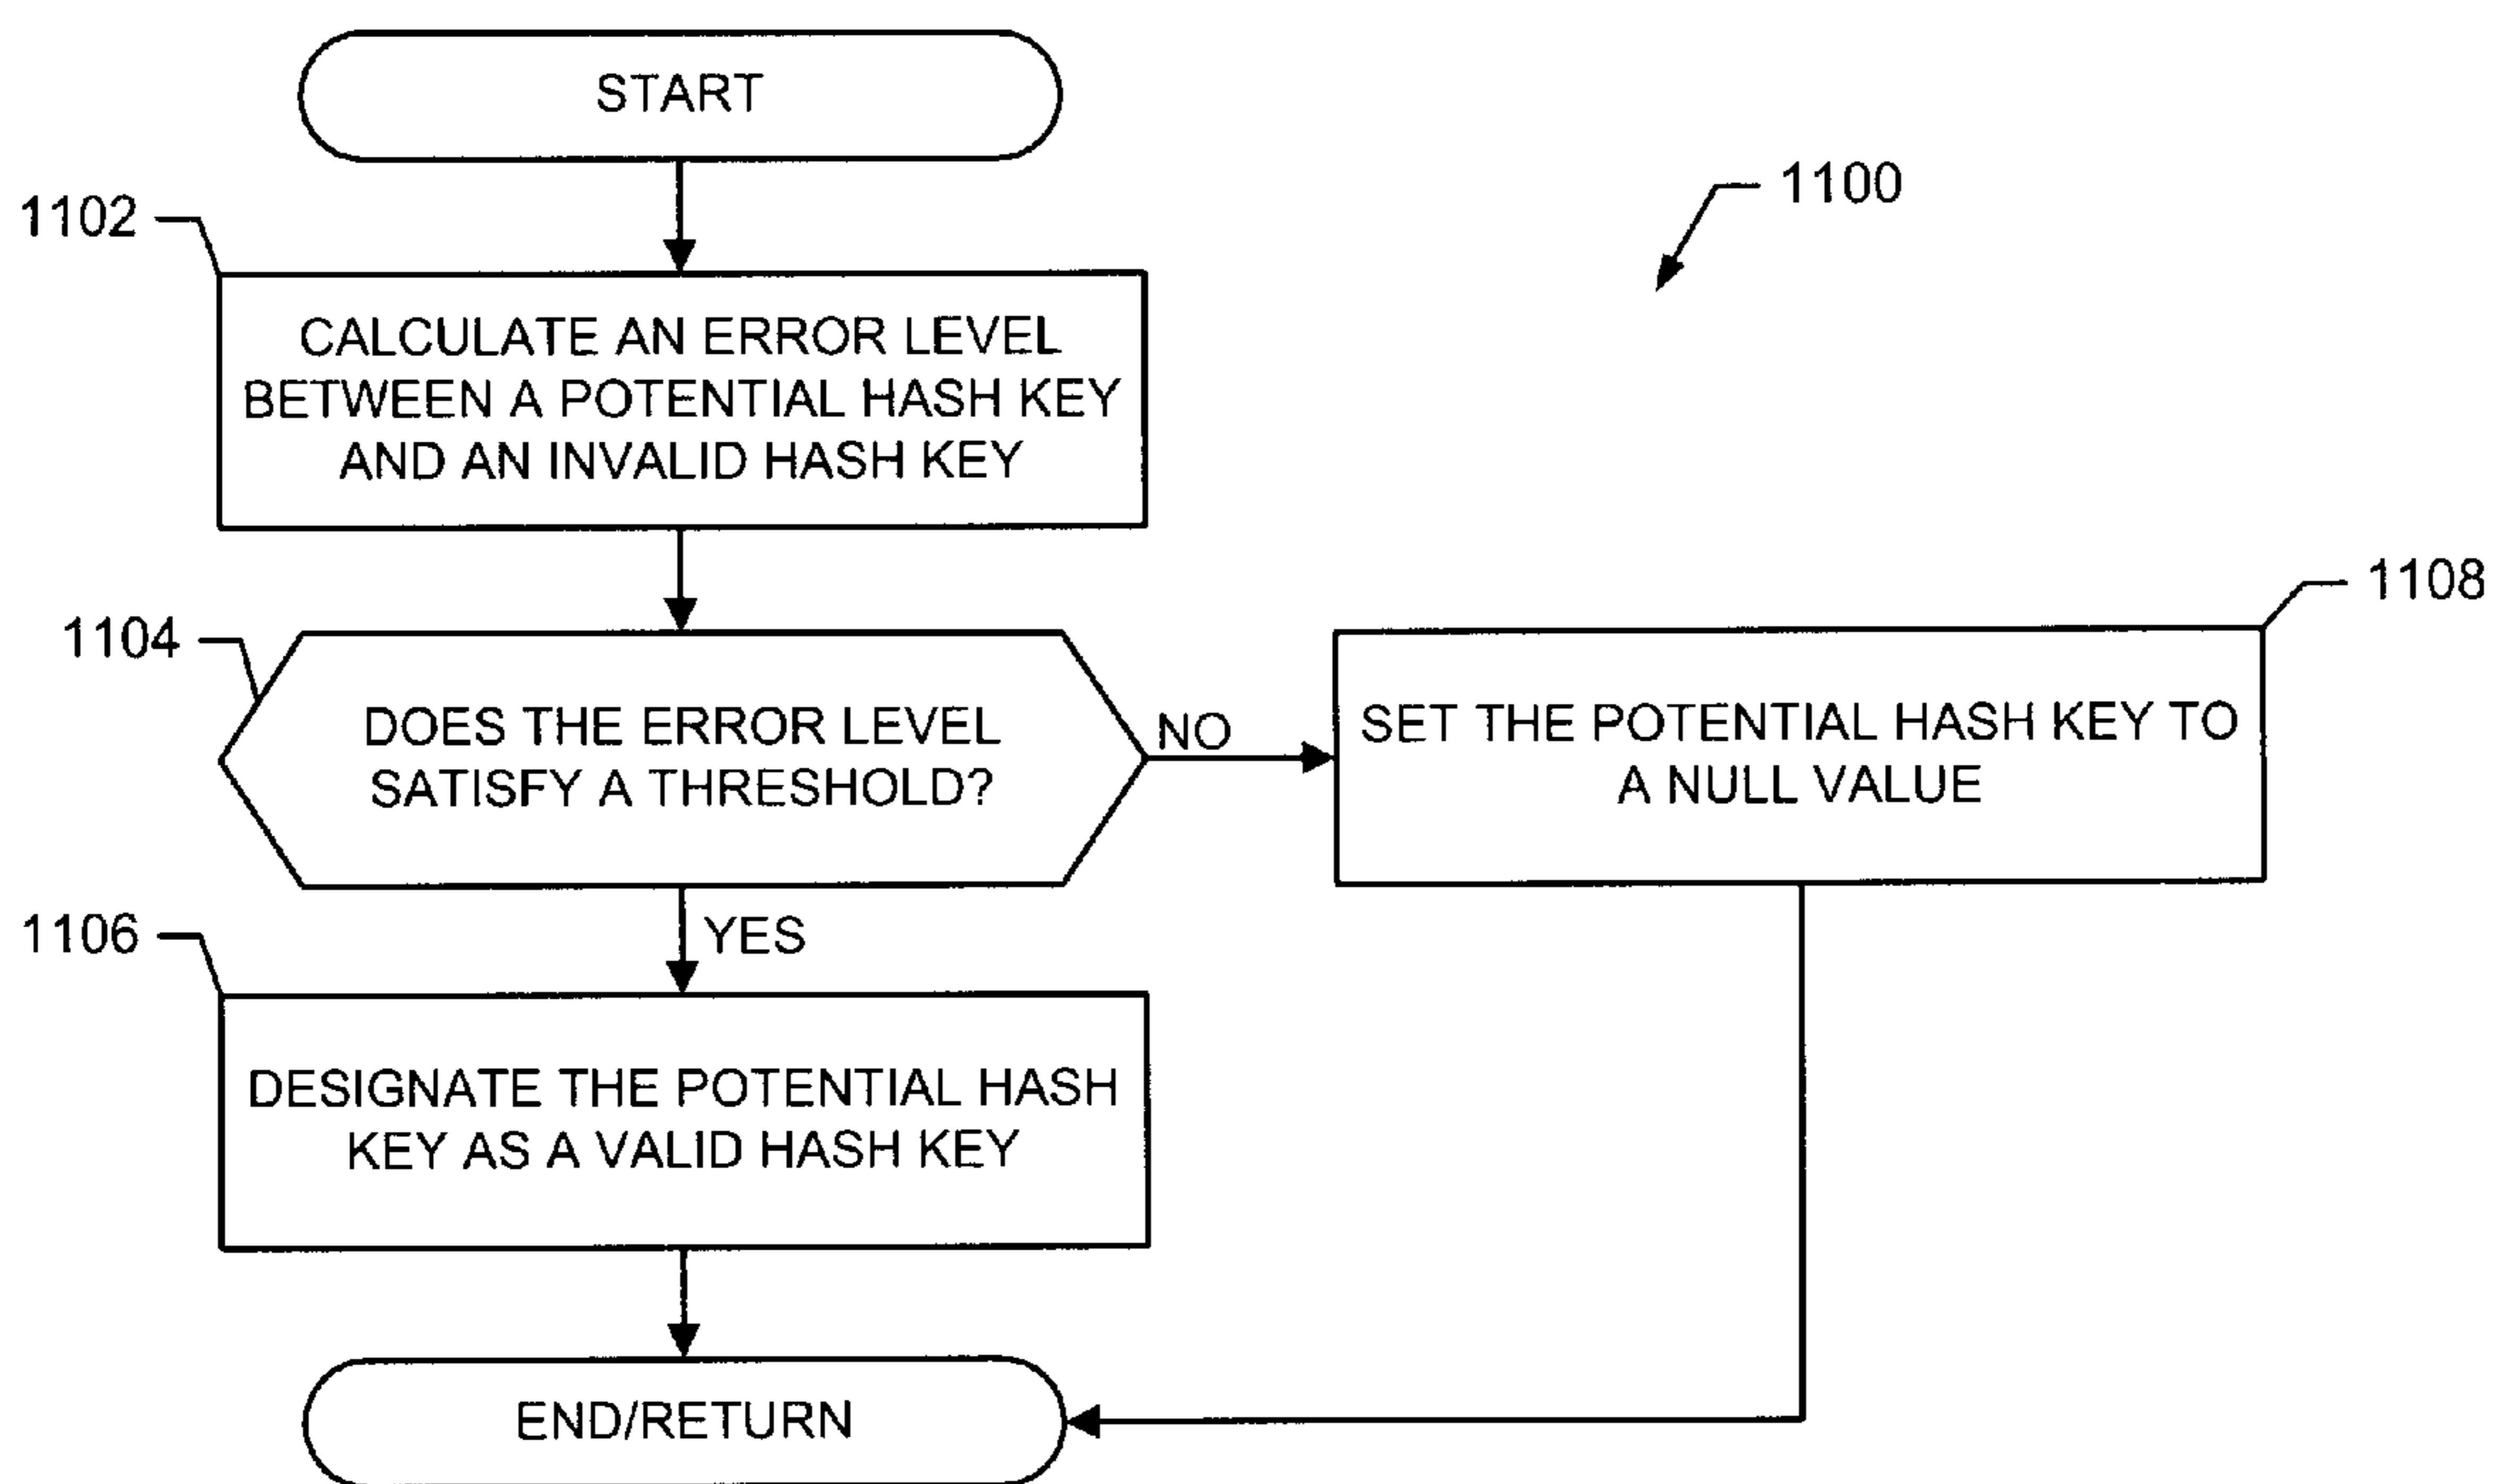 START
1100
1102
CALCULATE AN ERROR LEVEL
BETWEEN A POTENTIAL HASH KEY
AND AN INVALID HASH KEY
1104
DOES THE ERROR LEVEL
SATISFY A THRESHOLD?
NO
1108
SET THE POTENTIAL HASH KEY TO
A NULL VALUE
YES
1106
DESIGNATE THE POTENTIAL HASH
KEY AS A VALID HASH KEY
END/RETURN